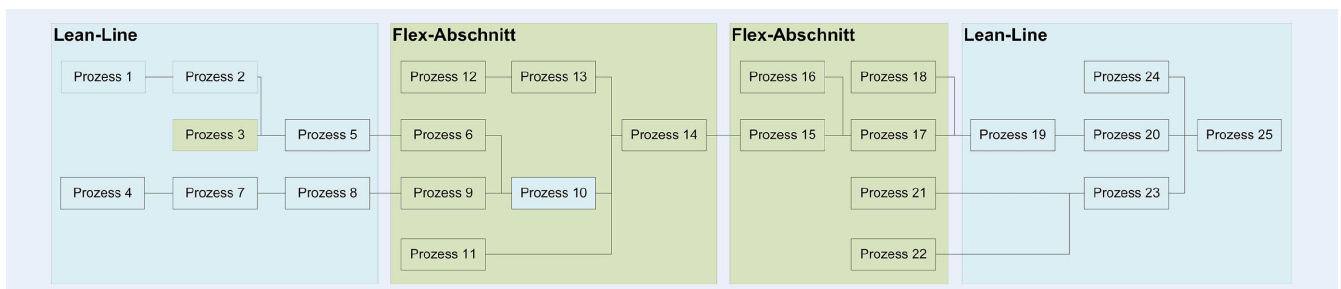 Lean-Line
Flex-Abschnitt
Flex-Abschnitt
Lean-Line
Prozess 1
Prozess 2
Prozess 12
Prozess 13
Prozess 16
Prozess 18
Prozess 24
Prozess 3
Prozess 5
Prozess 6
Prozess 14
Prozess 15
Prozess 17
Prozess 19
Prozess 20
Prozess 25
Prozess 4
Prozess 7
Prozess 8
Prozess 9
Prozess 10
Prozess 21
Prozess 23
Prozess 11
Prozess 22